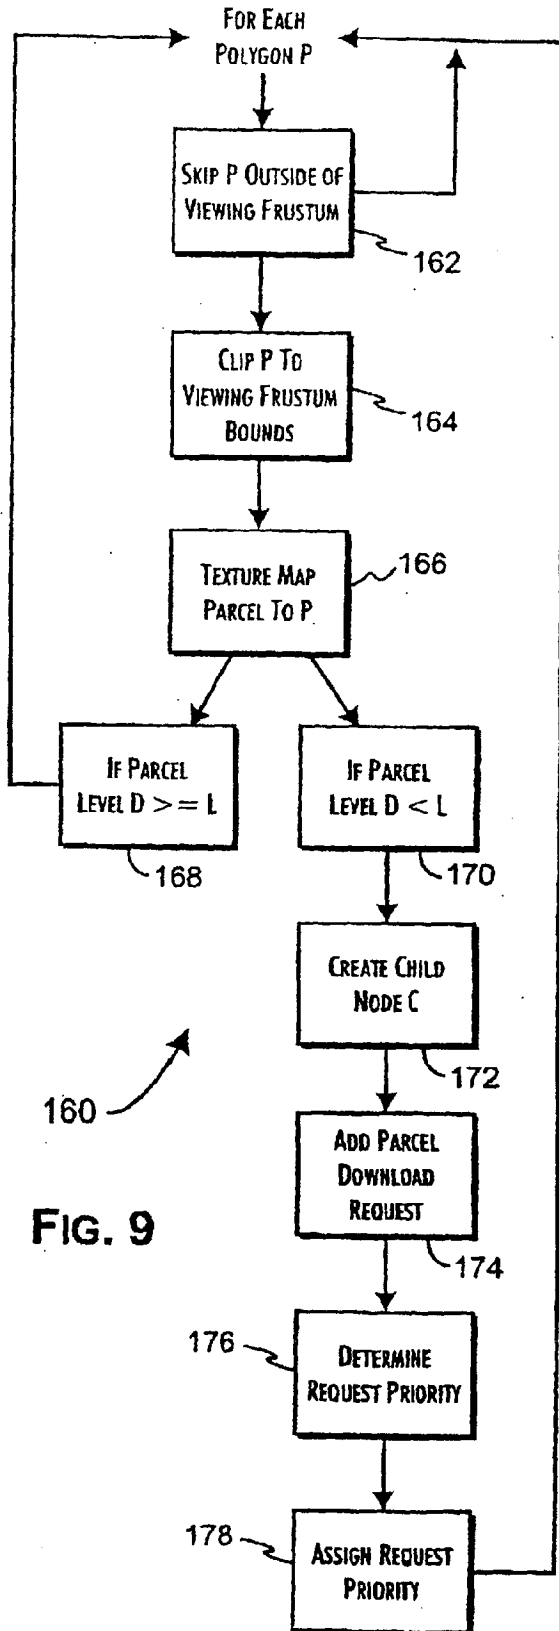 FOR EACH
POLYGON P
SKIP P OUTSIDE OF
VIEWING FRUSTUM
162
CLIP P TO
VIEWING FRUSTUM
BOUNDS
164
TEXTURE MAP
PARCEL TO P
166
IF PARCEL
LEVEL D >= L
168
IF PARCEL
LEVEL D < L
170
CREATE CHILD
NODE C
172
160
ADD PARCEL
DOWNLOAD
REQUEST
174
FIG. 9
176
DETERMINE
REQUEST PRIORITY
178
ASSIGN REQUEST
PRIORITY